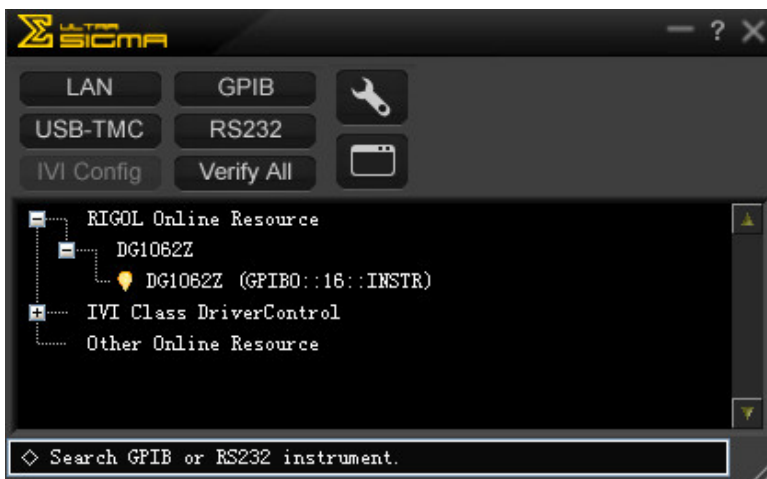 ULTRA
SIGMA
?
LAN GPIB
USB-TMC RS232
IVI Config Verify All
RIGOL Online Resource
DG1062Z
DG1062Z (GPIB0::16::INSTR)
IVI Class DriverControl
Other Online Resource
◇ Search GPIB or RS232 instrument.